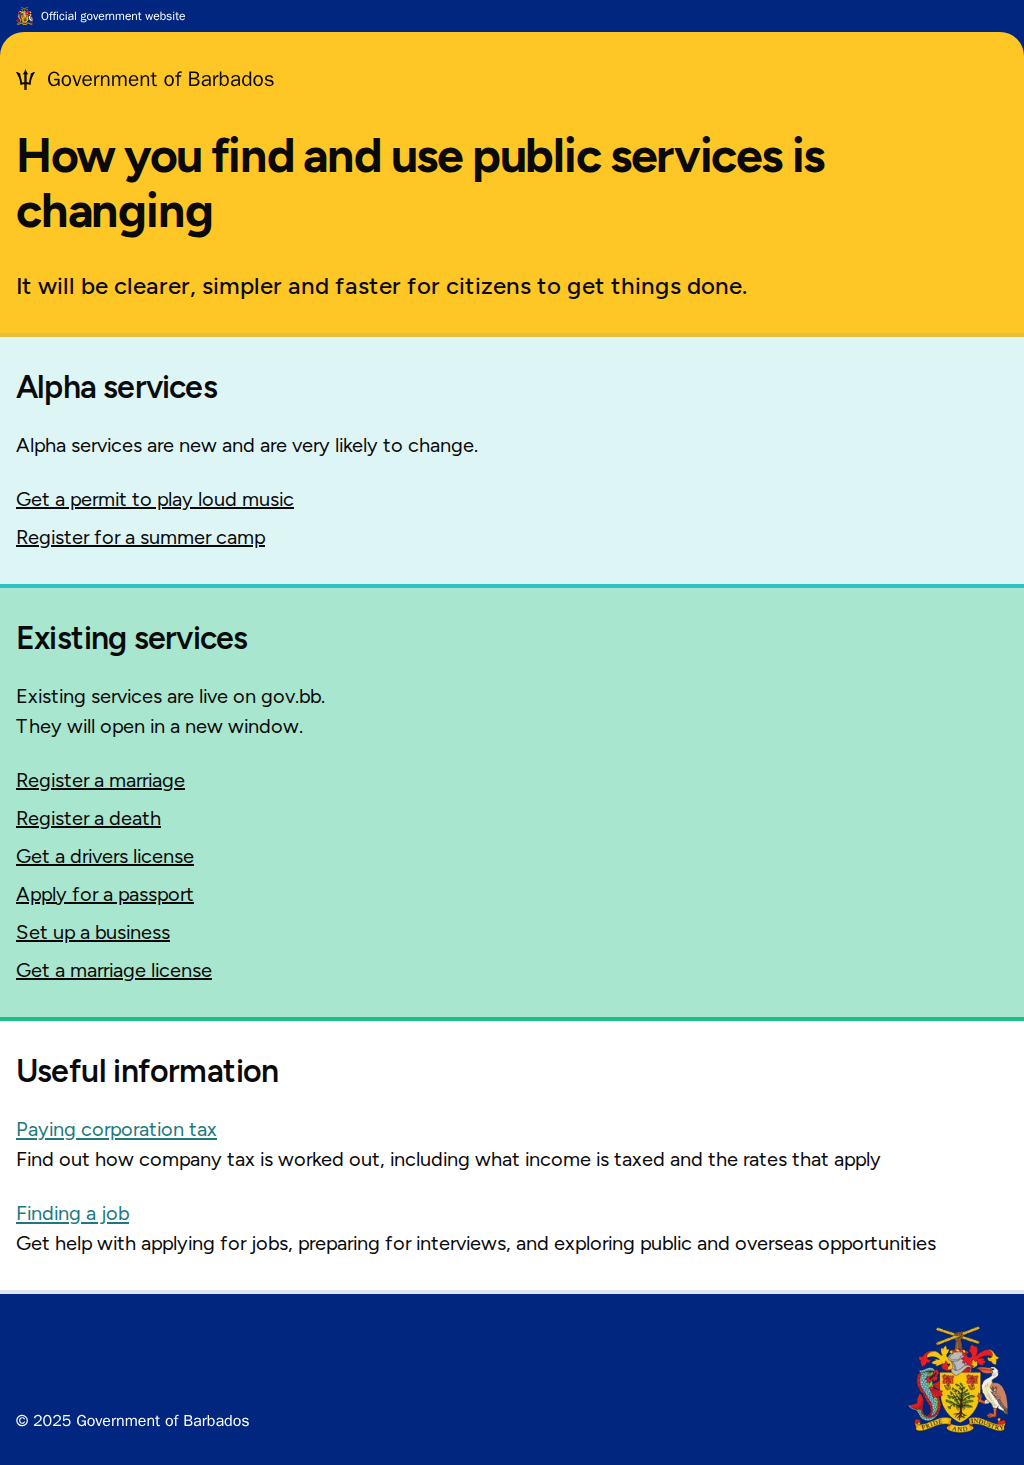 Official government website
Government of Barbados
How you find and use public services is
changing
It will be clearer, simpler and faster for citizens to get things done.
Alpha services
Alpha services are new and are very likely to change.
Get a permit to play loud music
Register for a summer camp
Existing services
Existing services are live on gov.bb.
They will open in a new window.
Register a marriage
Register a death
Get a drivers license
Apply for a passport
Set up a business
Get a marriage license
Useful information
Paying corporation tax
Find out how company tax is worked out, including what income is taxed and the rates that apply
Finding a job
Get help with applying for jobs, preparing for interviews, and exploring public and overseas opportunities
PRIDE AND INDUSTRY
© 2025 Government of Barbados